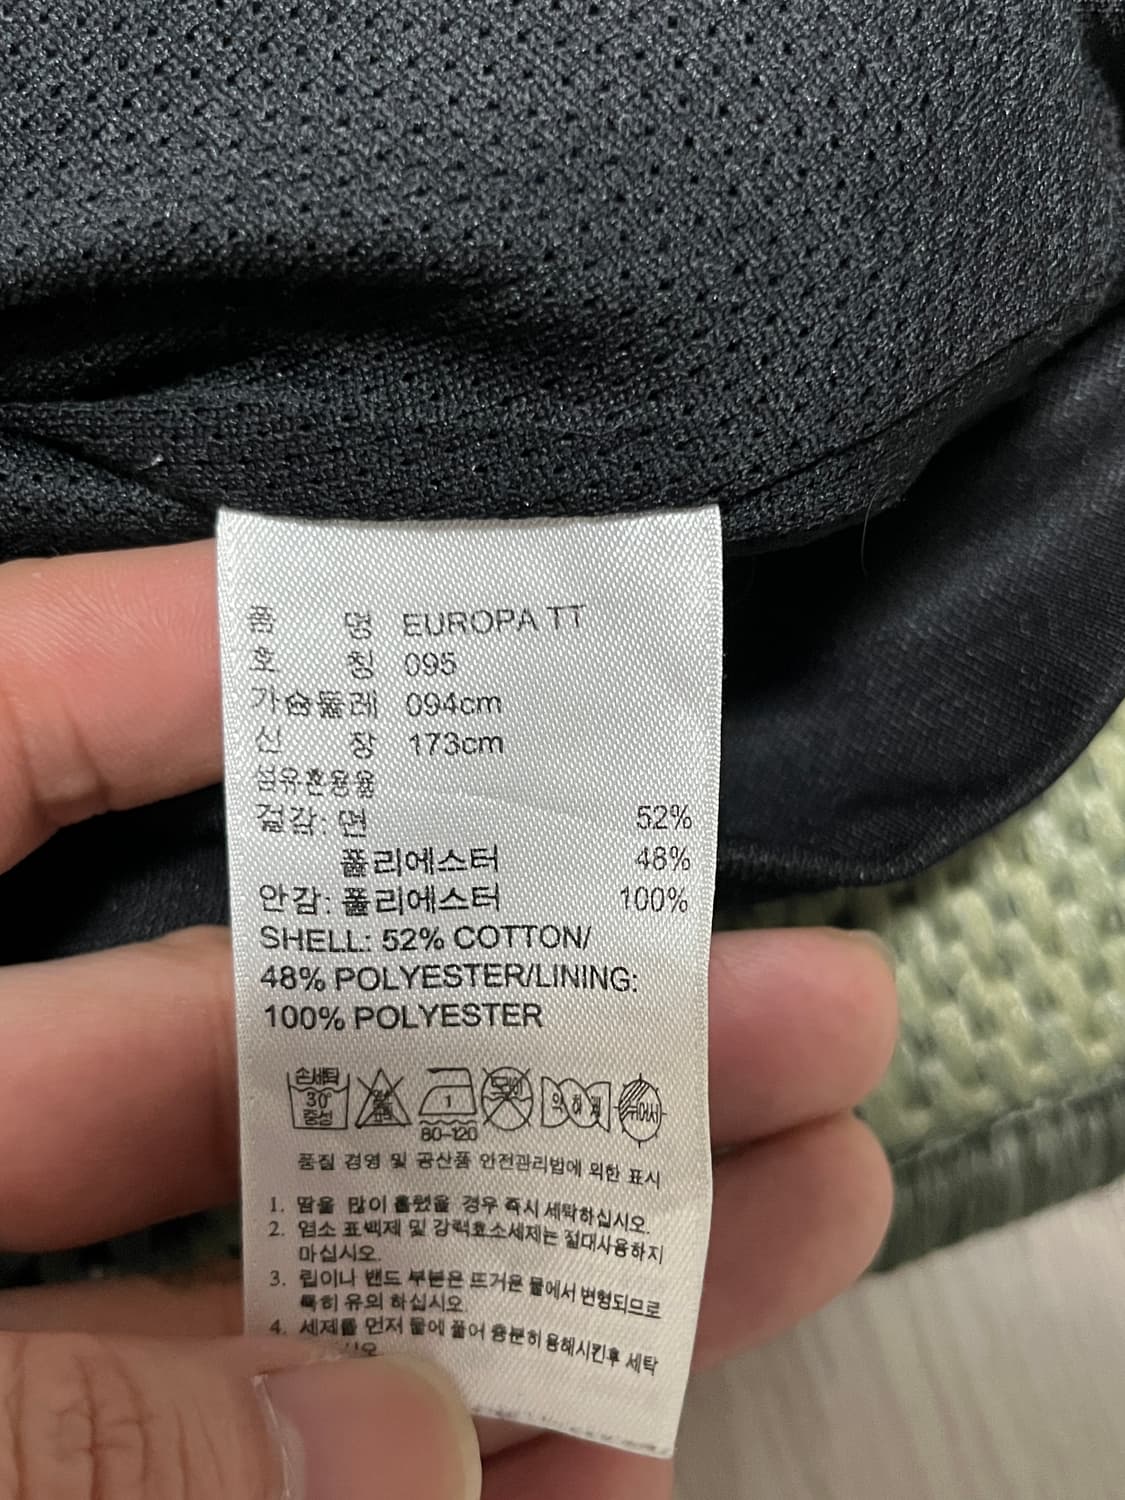 품 명 EUROPA TT
호 칭 095
가슴둘레 094cm
신 장 173cm
섬유혼용율
겉감: 면 52%
폴리에스터 48%
안감: 폴리에스터 100%
SHELL: 52% COTTON/
48% POLYESTER/LINING:
100% POLYESTER
손세탁 30° 중성
1 80-120
약하게
뉘어서
품질 경영 및 공산품 안전관리법에 의한 표시
1. 땀을 많이 흘렸을 경우 즉시 세탁하십시오.
2. 염소 표백제 및 강력효소세제는 절대사용하지
마십시오.
3. 립이나 밴드 부분은 뜨거운 물에서 변형되므로
특히 유의 하십시오.
4. 세제를 먼저 물에 풀어 충분히용해시킨후 세탁